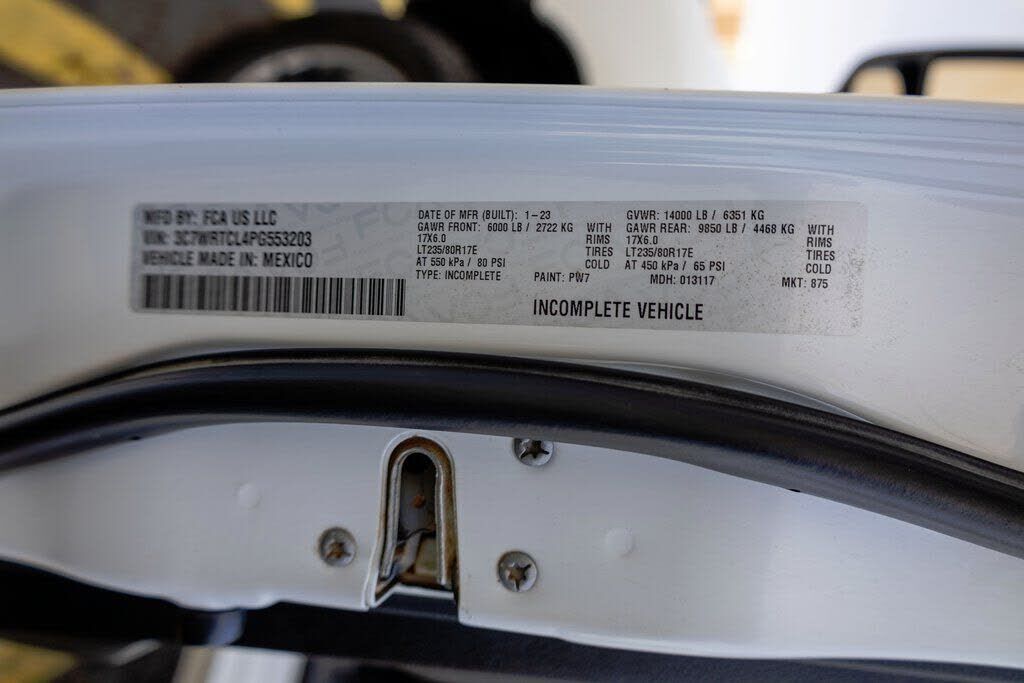 MFD BY: FCA US LLC
VIN: 3C7WRTCL4PG553203
VEHICLE MADE IN: MEXICO
DATE OF MFR (BUILT): 1-23
GAWR FRONT: 6000 LB / 2722 KG WITH
17X6.0 RIMS
LT235/80R17E TIRES
AT 550 kPa / 80 PSI COLD
TYPE: INCOMPLETE
PAINT: PW7
GVWR: 14000 LB / 6351 KG
GAWR REAR: 9850 LB / 4468 KG WITH
17X6.0 RIMS
LT235/80R17E TIRES
AT 450 kPa / 65 PSI COLD
MDH: 013117
MKT: 875
INCOMPLETE VEHICLE